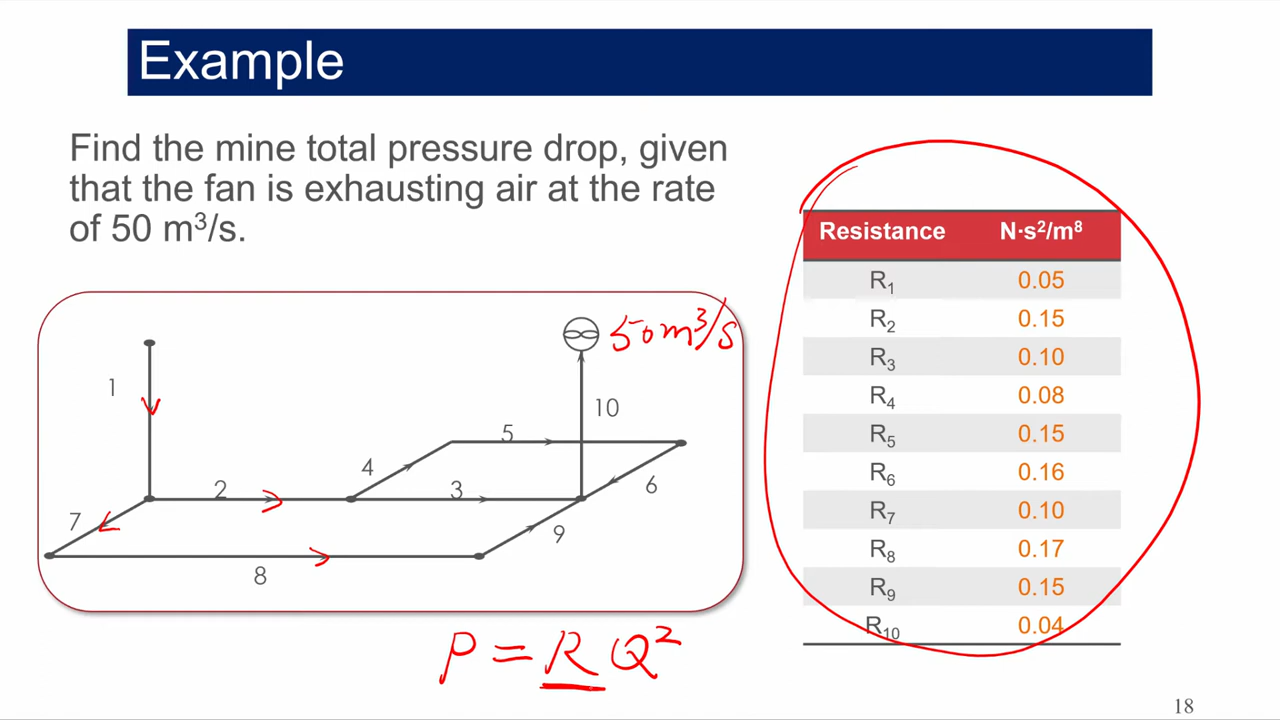 Example
Find the mine total pressure drop, given
that the fan is exhausting air at the rate
of 50 m³/s.
50 m³/s
1
10
5
4
2
3
6
7
9
8
P = R Q²
Resistance N·s²/m⁸
R₁ 0.05
R₂ 0.15
R₃ 0.10
R₄ 0.08
R₅ 0.15
R₆ 0.16
R₇ 0.10
R₈ 0.17
R₉ 0.15
R₁₀ 0.04
18